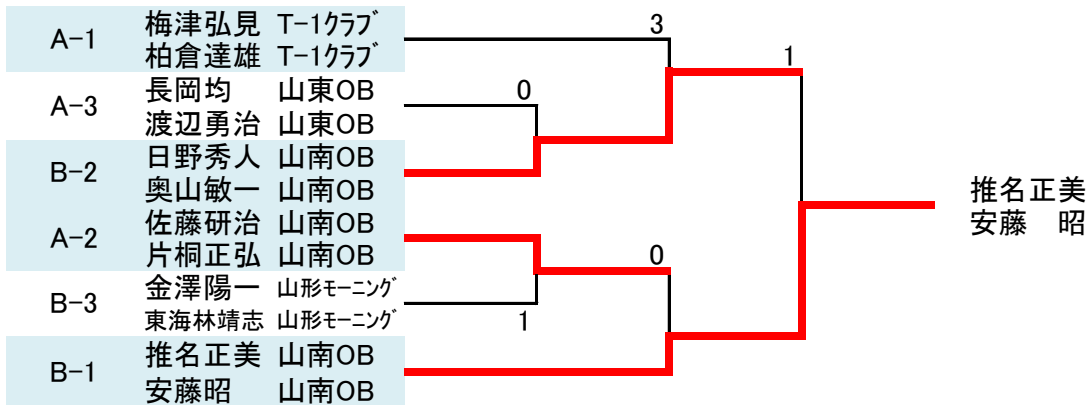 A-1 梅津弘見 T-1クラブ
柏倉達雄 T-1クラブ
3
1
A-3 長岡均 山東OB
渡辺勇治 山東OB
0
B-2 日野秀人 山南OB
奥山敏一 山南OB
推名正美
安藤 昭
A-2 佐藤研治 山南OB
片桐正弘 山南OB
0
B-3 金澤陽一 山形モーニング
東海林靖志 山形モーニング
1
B-1 推名正美 山南OB
安藤昭 山南OB